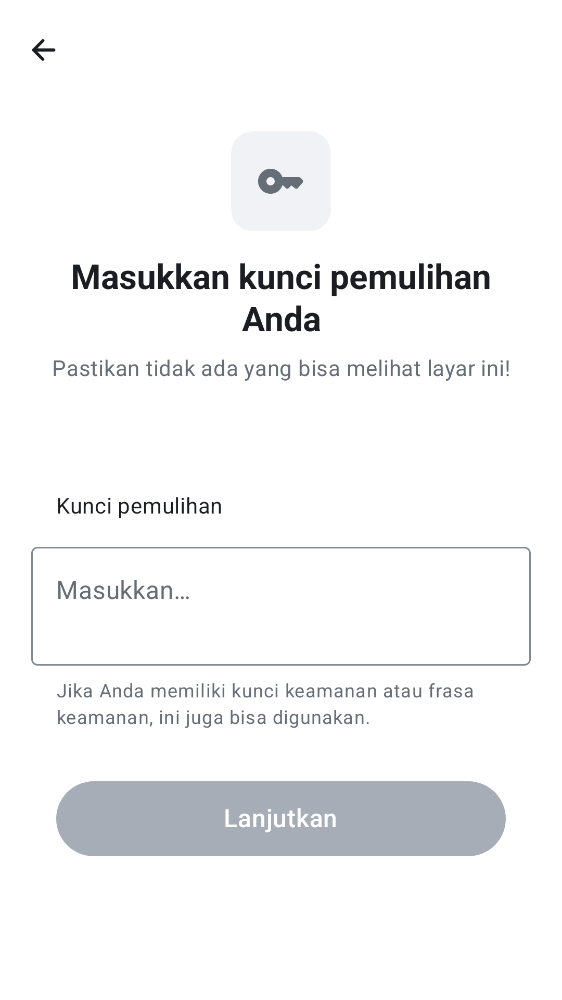 Masukkan kunci pemulihan
Anda
Pastikan tidak ada yang bisa melihat layar ini!
Kunci pemulihan
Masukkan…
Jika Anda memiliki kunci keamanan atau frasa
keamanan, ini juga bisa digunakan.
Lanjutkan